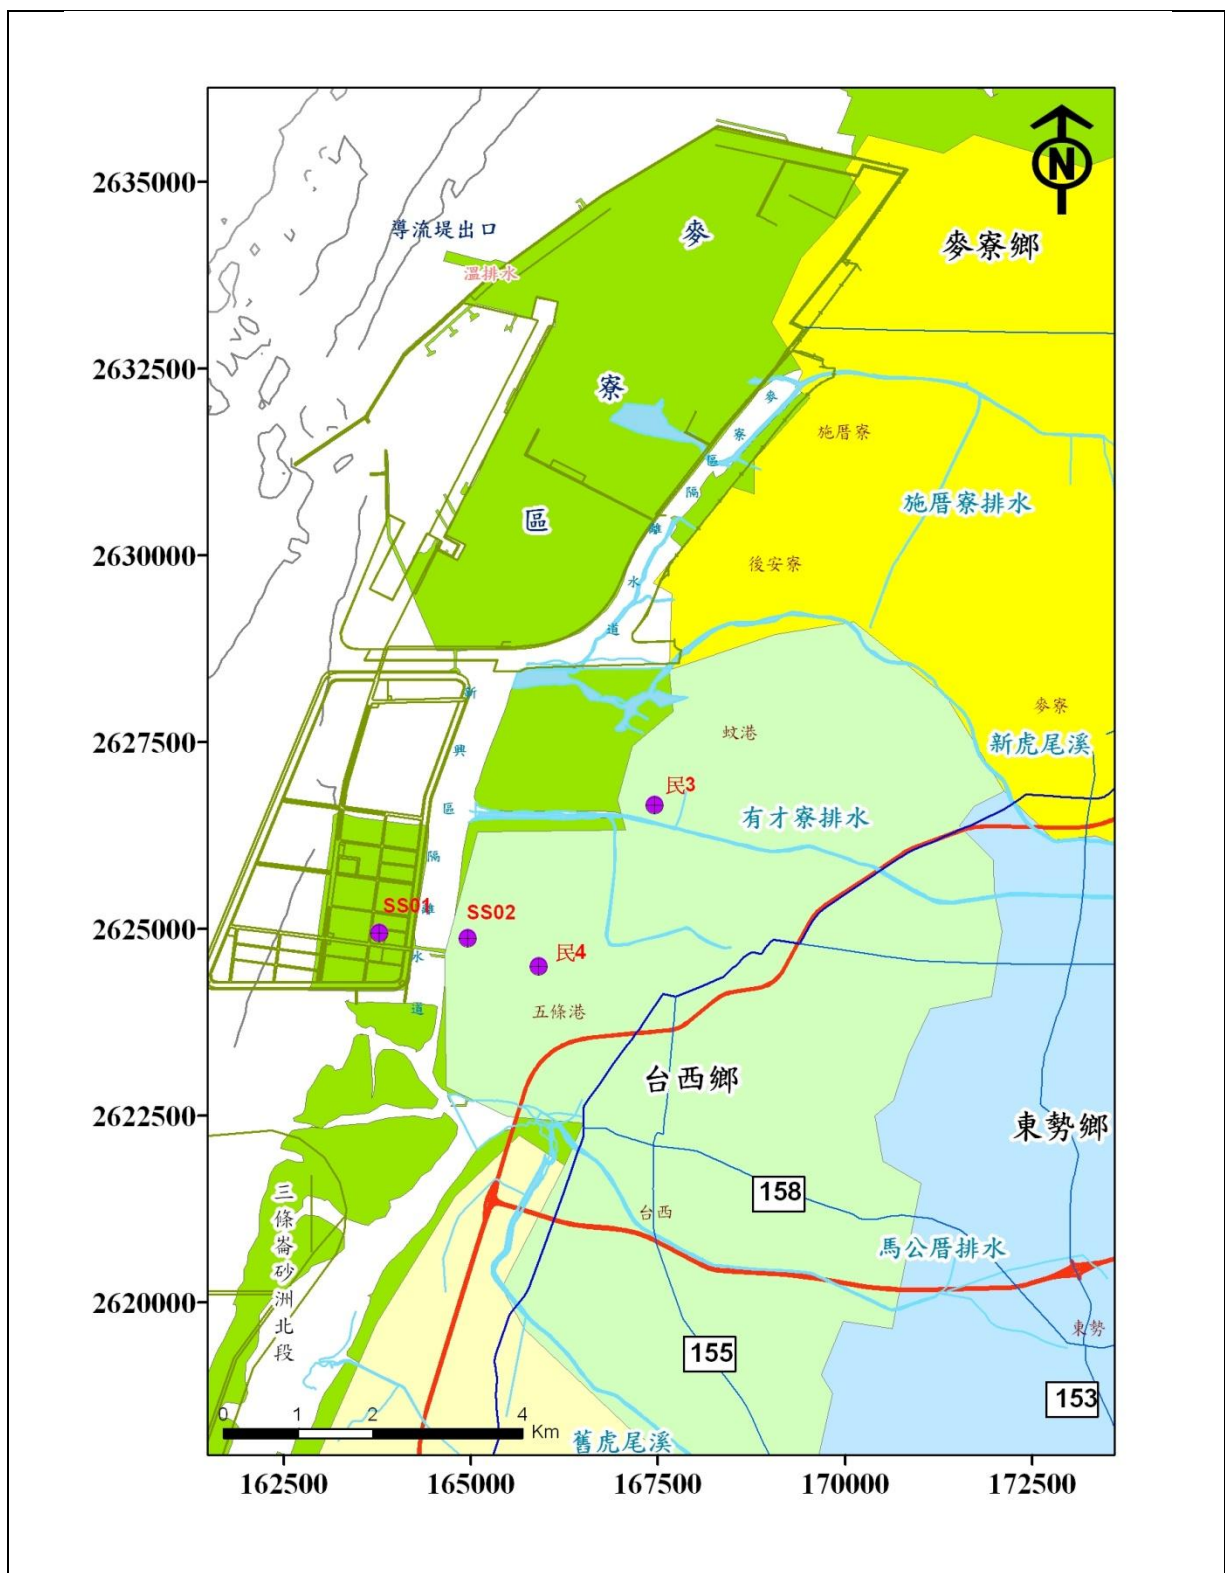 2635000
2632500
2630000
2627500
2625000
2622500
2620000
162500
165000
167500
170000
172500
N
導流堤出口
溫排水
麥
寮
區
麥寮鄉
麥寮區隔離水道
施厝寮
施厝寮排水
後安寮
麥寮
新虎尾溪
蚊港
新興區隔離水道
民3
有才寮排水
SS01
SS02
民4
五條港
台西鄉
東勢鄉
158
台西
馬公厝排水
三條崙砂洲北段
155
東勢
153
舊虎尾溪
0 1 2 4
Km